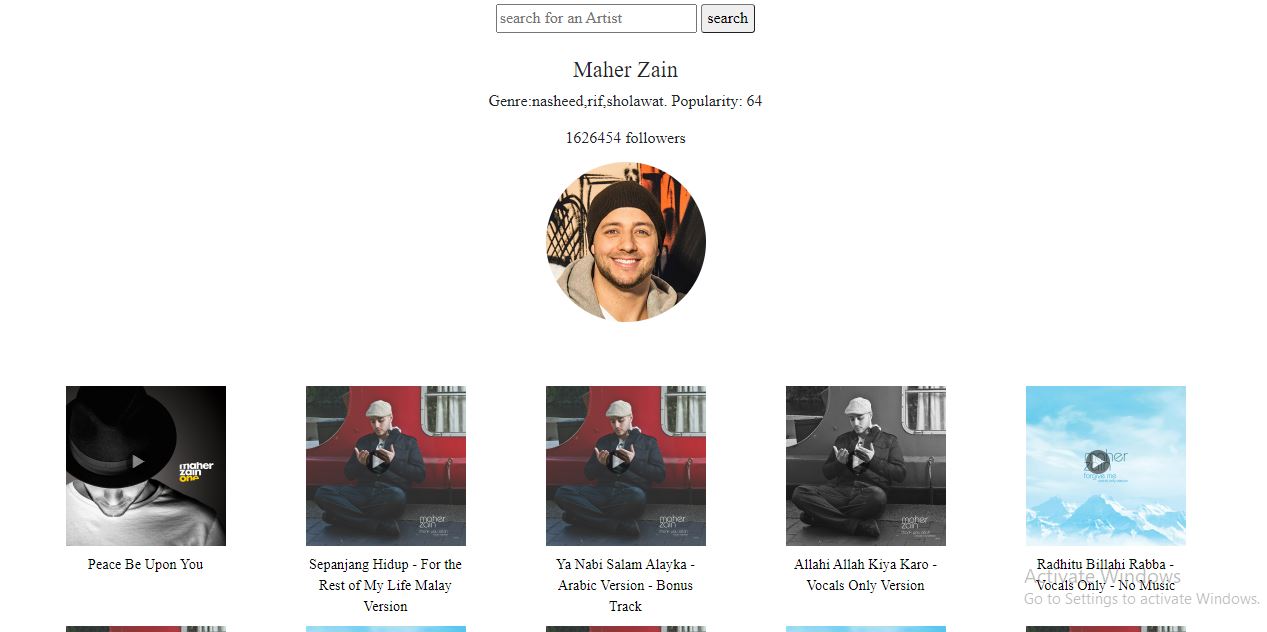 search for an Artist
search
Maher Zain
Genre:nasheed,rif,sholawat. Popularity: 64
1626454 followers
maher
zain
one
maher
zain
maher
zain
maher
zain
maher
zain
forgive me
Peace Be Upon You
Sepanjang Hidup - For the
Rest of My Life Malay
Version
Ya Nabi Salam Alayka -
Arabic Version - Bonus
Track
Allahi Allah Kiya Karo -
Vocals Only Version
Radhitu Billahi Rabba -
Vocals Only - No Music
Activate Windows
Go to Settings to activate Windows.